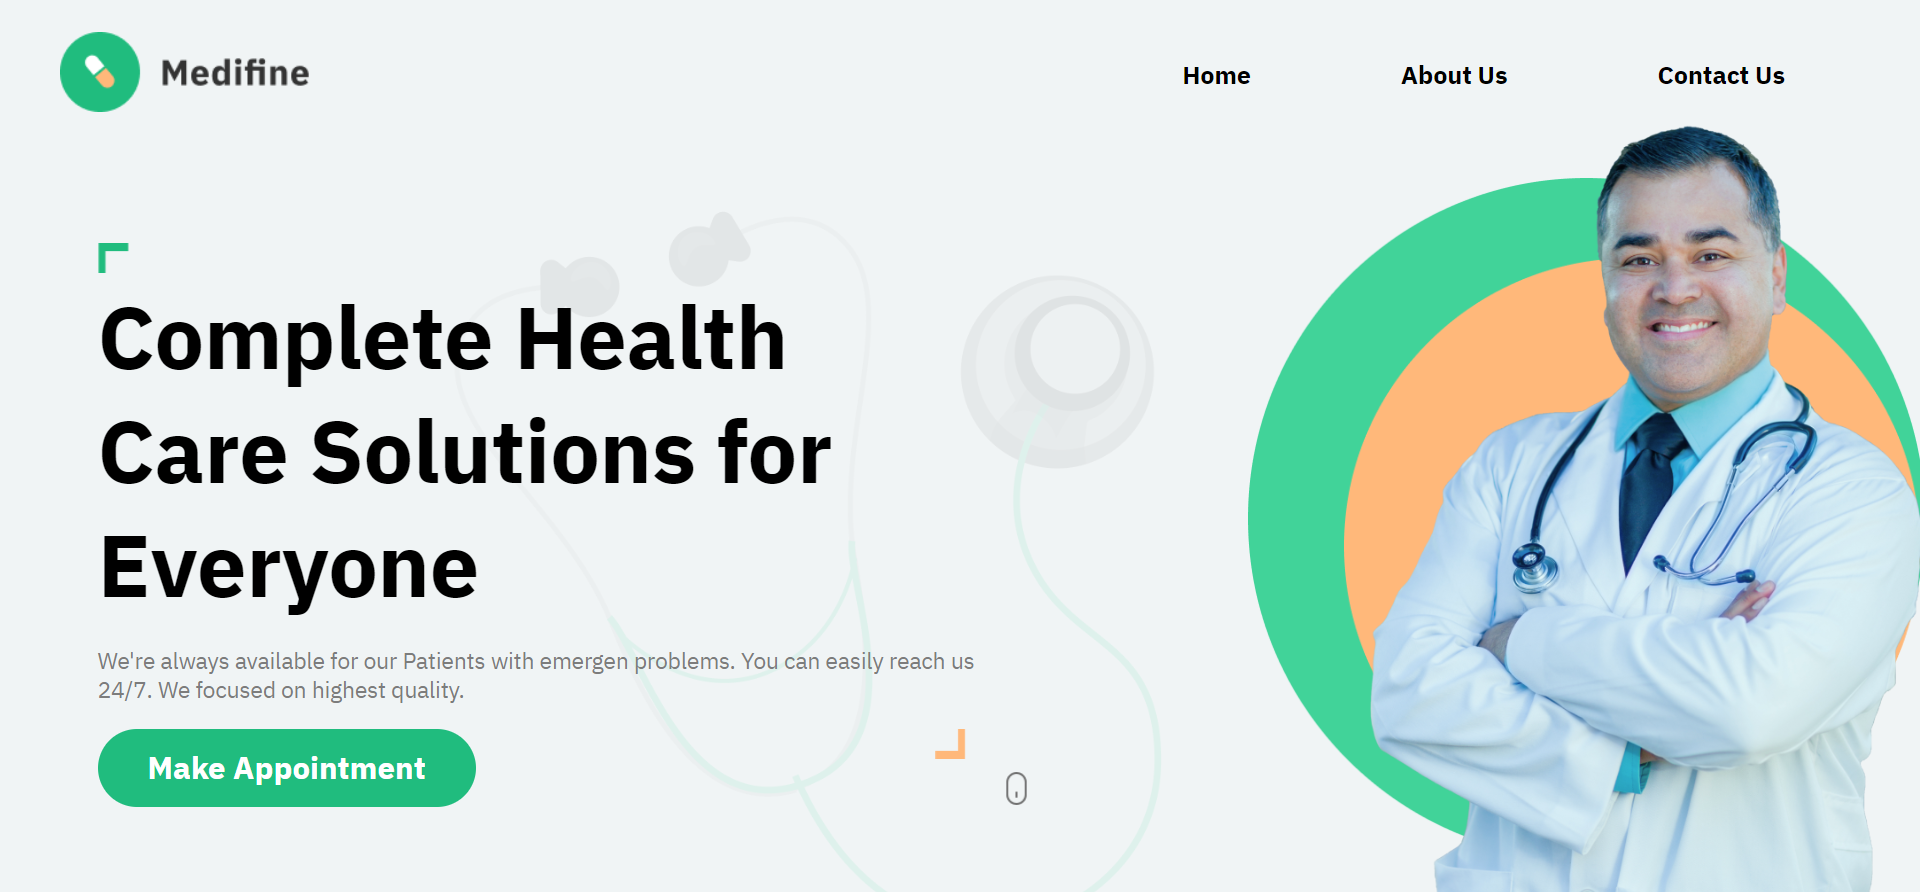 Medifine
Home
About Us
Contact Us
Complete Health
Care Solutions for
Everyone
We're always available for our Patients with emergen problems. You can easily reach us
24/7. We focused on highest quality.
Make Appointment